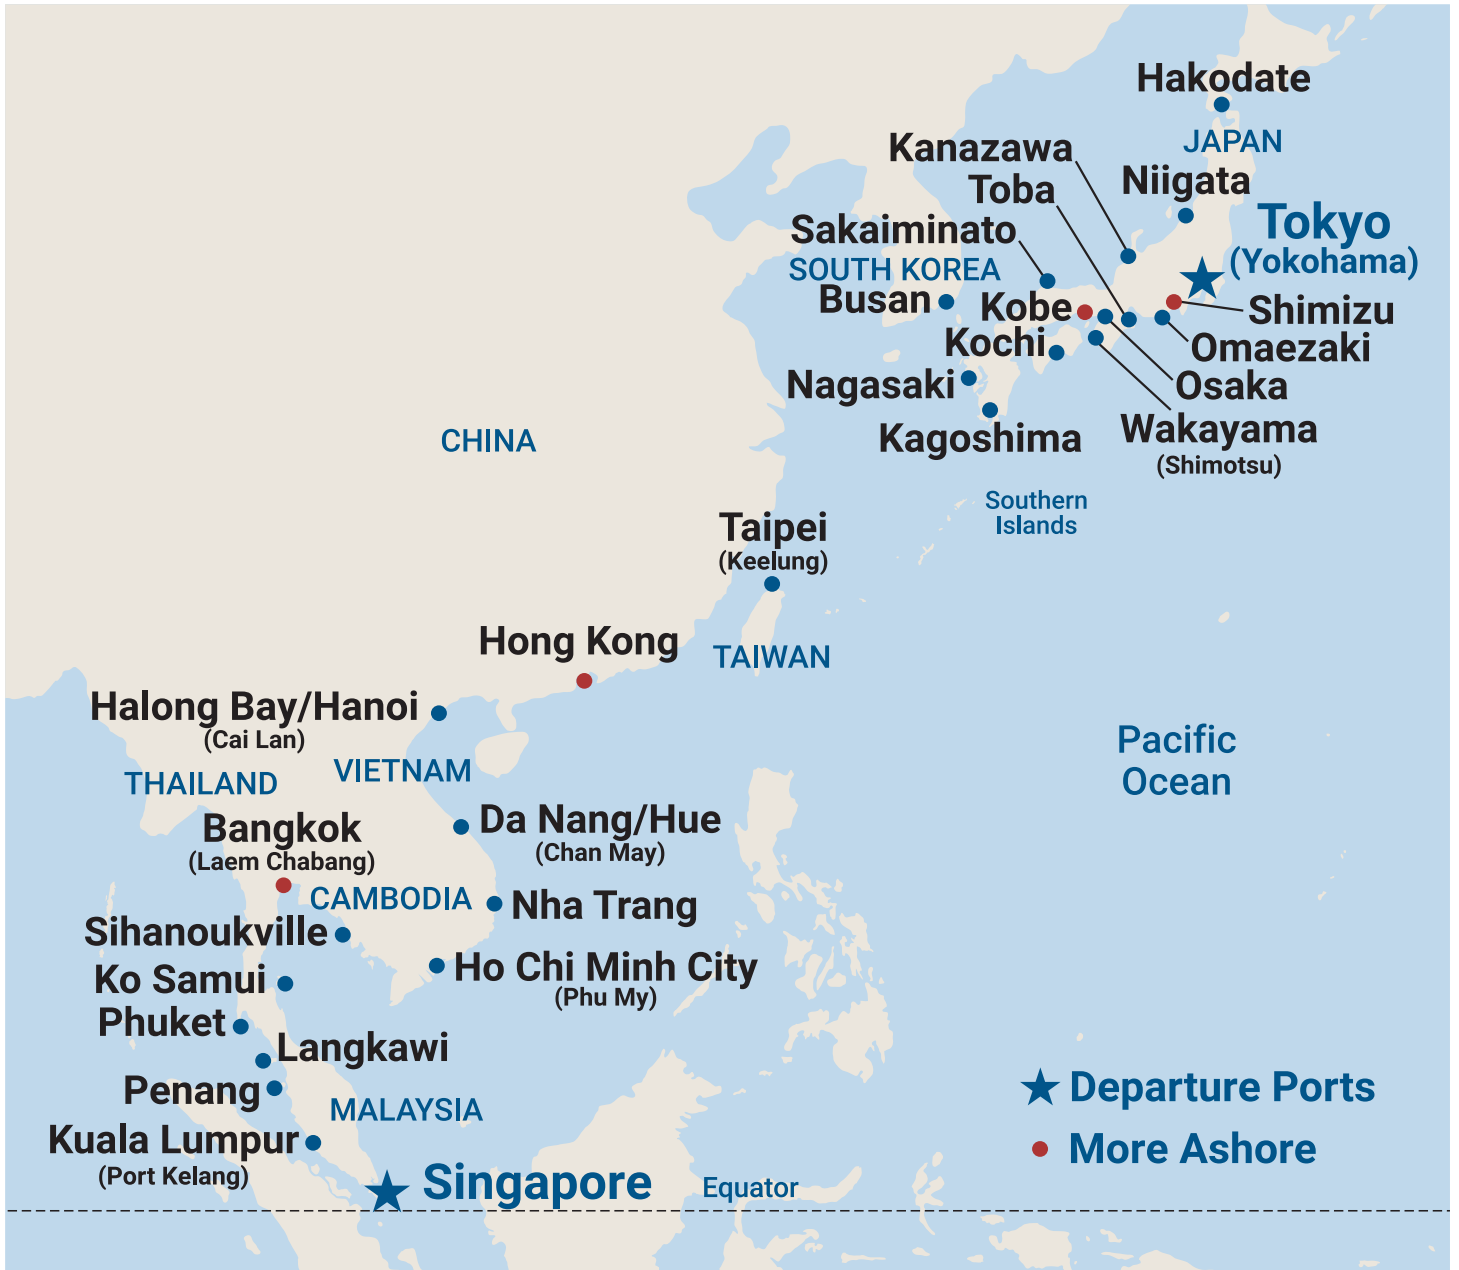 Hakodate
JAPAN
Kanazawa
Niigata
Toba
Tokyo
(Yokohama)
Sakaiminato
SOUTH KOREA
Busan
Kobe
Shimizu
Kochi
Omaezaki
Nagasaki
Osaka
Kagoshima
Wakayama
(Shimotsu)
CHINA
Southern
Islands
Taipei
(Keelung)
Hong Kong
TAIWAN
Halong Bay/Hanoi
(Cai Lan)
Pacific
Ocean
VIETNAM
THAILAND
Bangkok
(Laem Chabang)
Da Nang/Hue
(Chan May)
CAMBODIA
Nha Trang
Sihanoukville
Ko Samui
Ho Chi Minh City
(Phu My)
Phuket
Langkawi
Penang
MALAYSIA
Kuala Lumpur
(Port Kelang)
Singapore
Equator
Departure Ports
More Ashore